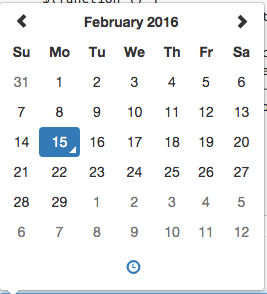 $(function () {
February 2016
Su Mo Tu We Th Fr Sa
31 1 2 3 4 5 6
7 8 9 10 11 12 13
14 15 16 17 18 19 20
21 22 23 24 25 26 27
28 29 1 2 3 4 5
6 7 8 9 10 11 12